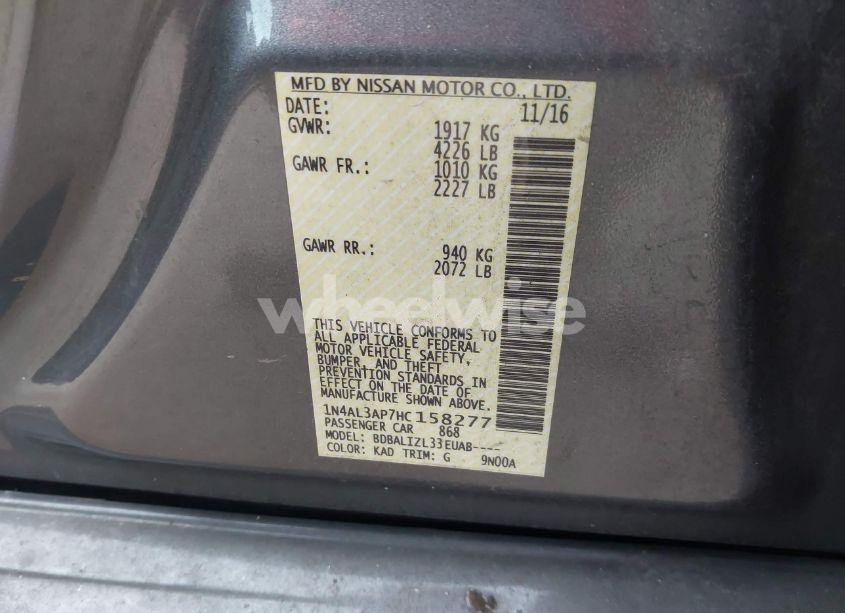 MFD BY NISSAN MOTOR CO., LTD.
DATE: 11/16
GVWR: 1917 KG
4226 LB
GAWR FR.: 1010 KG
2227 LB
GAWR RR.: 940 KG
2072 LB
wheelwise
THIS VEHICLE CONFORMS TO
ALL APPLICABLE FEDERAL
MOTOR VEHICLE SAFETY,
BUMPER, AND THEFT
PREVENTION STANDARDS IN
EFFECT ON THE DATE OF
MANUFACTURE SHOWN ABOVE.
1N4AL3AP7HC158277
PASSENGER CAR 868
MODEL: BDBALIZL33EUAB----
COLOR: KAD TRIM: G 9N00A